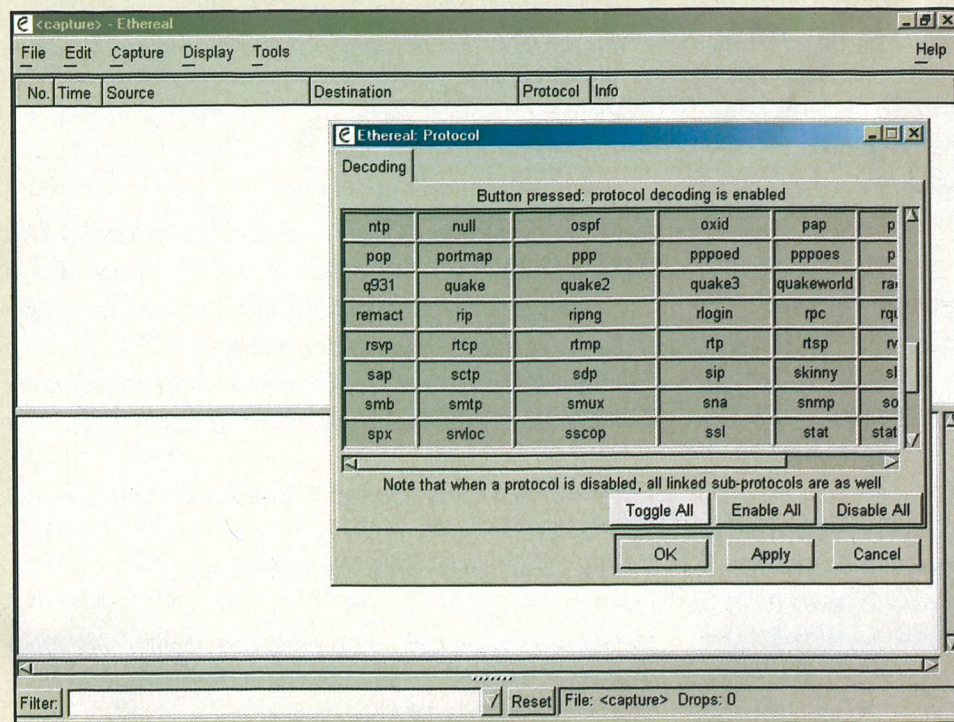 <capture> - Ethereal
File Edit Capture Display Tools Help
No. Time Source Destination Protocol Info
Ethereal: Protocol
Decoding
Button pressed: protocol decoding is enabled
ntp null ospf oxid pap p
pop portmap ppp pppoed pppoes p
q931 quake quake2 quake3 quakeworld
remact rip ripng rlogin rpc
rsvp rtcp rtmp rtp rtsp
sap sctp sdp sip skinny
smb smtp smux sna snmp so
spx srvloc sscop ssl stat stat
Note that when a protocol is disabled, all linked sub-protocols are as well
Toggle All Enable All Disable All
OK Apply Cancel
Filter: Reset File: <capture> Drops: 0